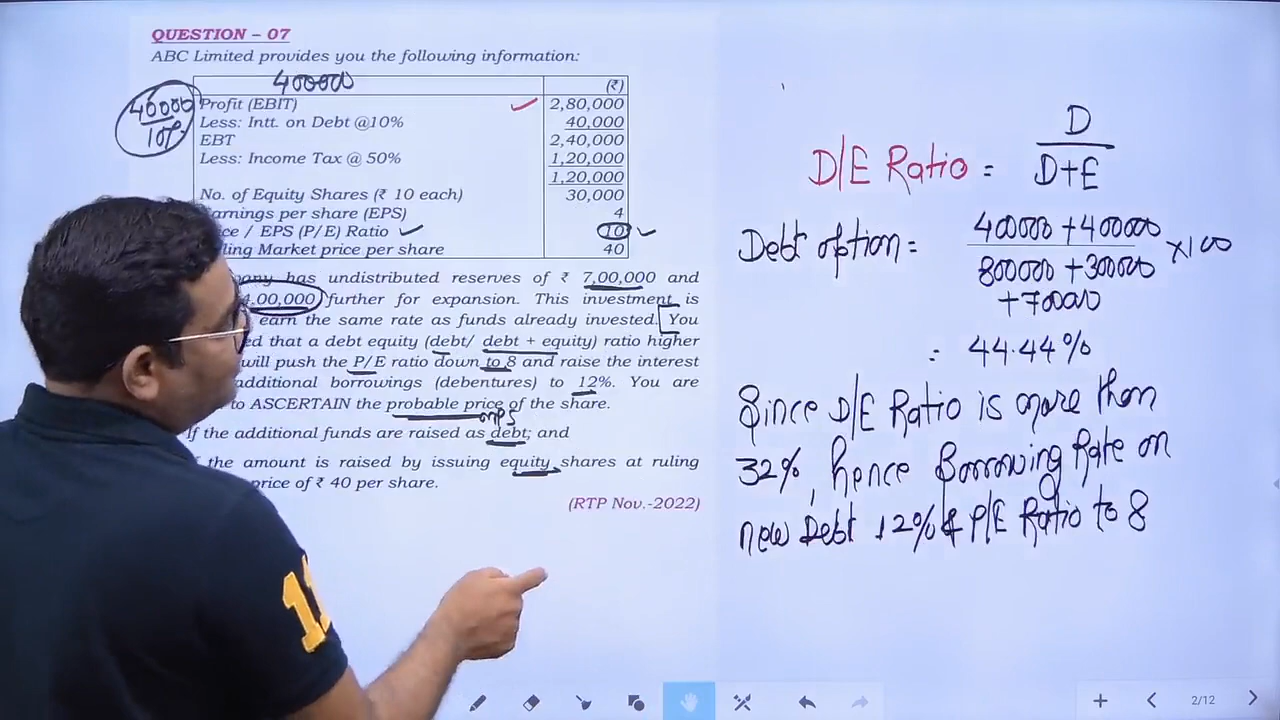 QUESTION – 07
ABC Limited provides you the following information:
400000
(₹)
40000
10%
Profit (EBIT) 2,80,000
Less: Intt. on Debt @10% 40,000
EBT 2,40,000
Less: Income Tax @ 50% 1,20,000
1,20,000
No. of Equity Shares (₹ 10 each) 30,000
Earnings per share (EPS) 4
ce / EPS (P/E) Ratio 10
ling Market price per share 40
pany has undistributed reserves of ₹ 7,00,000 and
4,00,000 further for expansion. This investment is
earn the same rate as funds already invested. You
d that a debt equity (debt/ debt + equity) ratio higher
will push the P/E ratio down to 8 and raise the interest
additional borrowings (debentures) to 12%. You are
to ASCERTAIN the probable price of the share.
MPS
If the additional funds are raised as debt; and
f the amount is raised by issuing equity shares at ruling
price of ₹ 40 per share.
(RTP Nov.-2022)
D/E Ratio = D
D+E
Debt option = 400000 + 400000 ×100
800000 + 300000
+ 700000
= 44.44%
Since D/E Ratio is more than
32%, hence Borrowing Rate on
new Debt 12% & P/E Ratio to 8
2/12